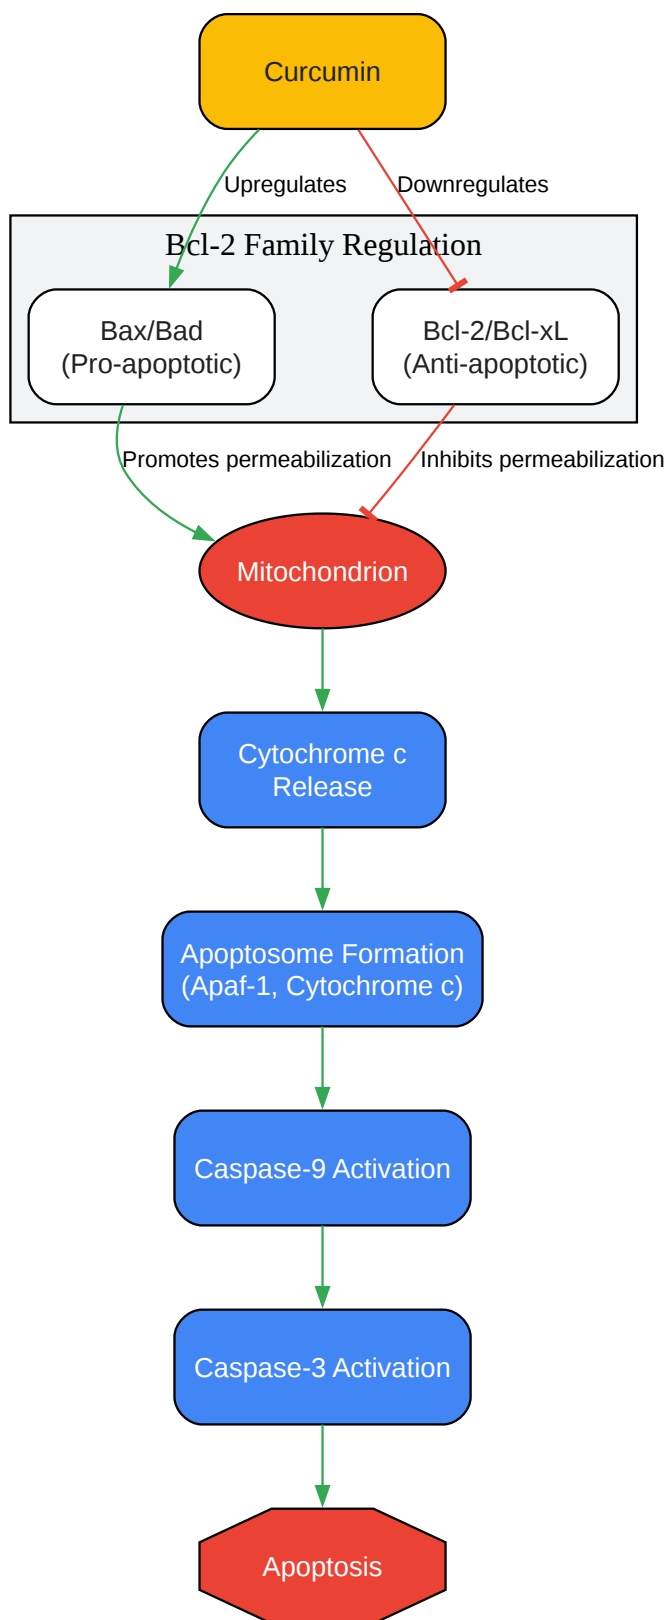 Curcumin
Upregulates
Downregulates
Bcl-2 Family Regulation
Bax/Bad
(Pro-apoptotic)
Bcl-2/Bcl-xL
(Anti-apoptotic)
Promotes permeabilization
Inhibits permeabilization
Mitochondrion
Cytochrome c
Release
Apoptosome Formation
(Apaf-1, Cytochrome c)
Caspase-9 Activation
Caspase-3 Activation
Apoptosis